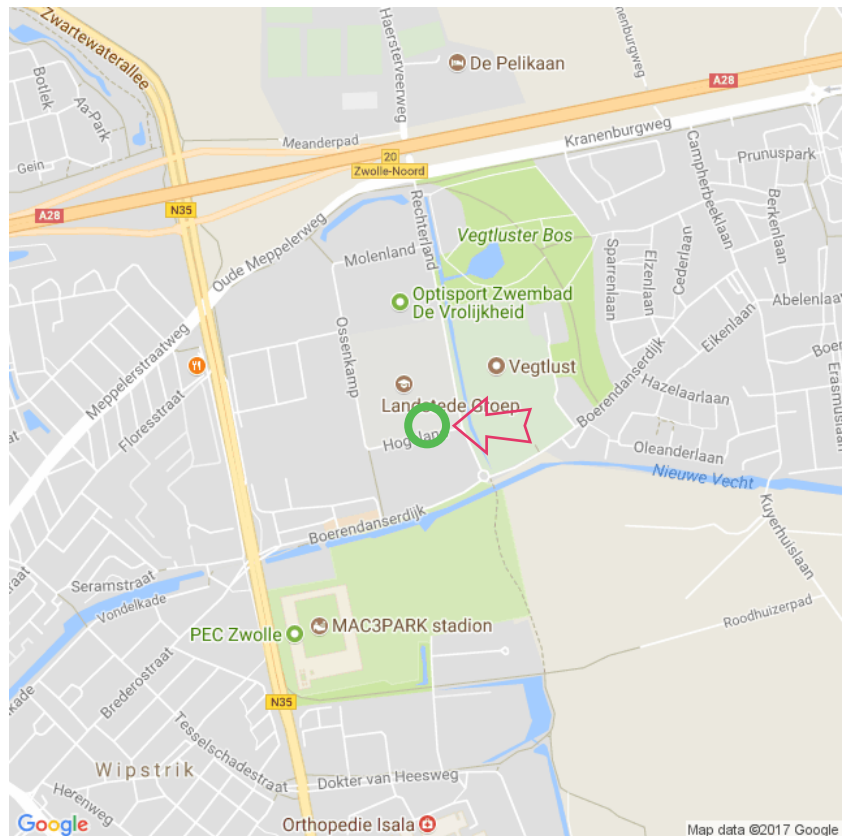 Zwartewaterallee
Botlek
Aa-Park
Gein
Haersterveerweg
De Pelikaan
A28
Meanderpad
20
Zwolle-Noord
Kranenburgweg
Campherbeeklaan
Prunuspark
Berkenlaan
N35
A28
Oude Meppelerweg
Rechterland
Molenland
Vegtluster Bos
Sparrenlaan
Elzenlaan
Cederlaan
Abelenlaa
Optisport Zwembad
De Vrolijkheid
Ossenkamp
Eikenlaan
Meppelerstraatweg
Floresstraat
Vegtlust
Landstede Groep
Boerendanserdijk
Hazelaarlaan
Erasmuslaan
Oleanderlaan
Nieuwe Vecht
Kuyerhuislaan
Boerendanserdijk
Seramstraat
Vondelkade
Roodhuizerpad
PEC Zwolle
MAC3PARK stadion
Brederostraat
N35
Tesselschadestraat
Wipstrik
Dokter van Heesweg
Herenweg
Orthopedie Isala
Google
Map data ©2017 Google